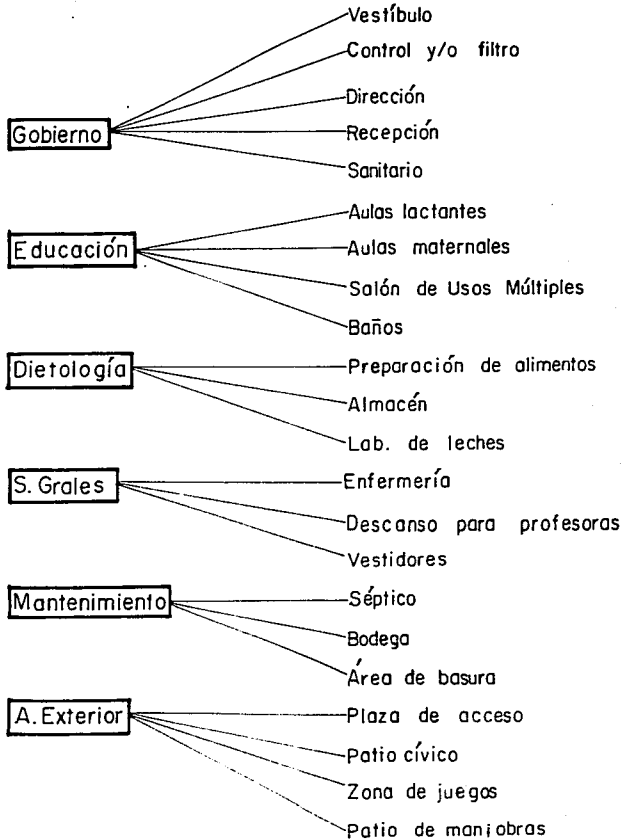 Gobierno
Vestíbulo
Control y/o filtro
Dirección
Recepción
Sanitario
Educación
Aulas lactantes
Aulas maternales
Salón de Usos Múltiples
Baños
Dietología
Preparación de alimentos
Almacén
Lab. de leches
S. Grales
Enfermería
Descanso para profesoras
Vestidores
Mantenimiento
Séptico
Bodega
Área de basura
A. Exterior
Plaza de acceso
Patio cívico
Zona de juegos
Patio de maniobras